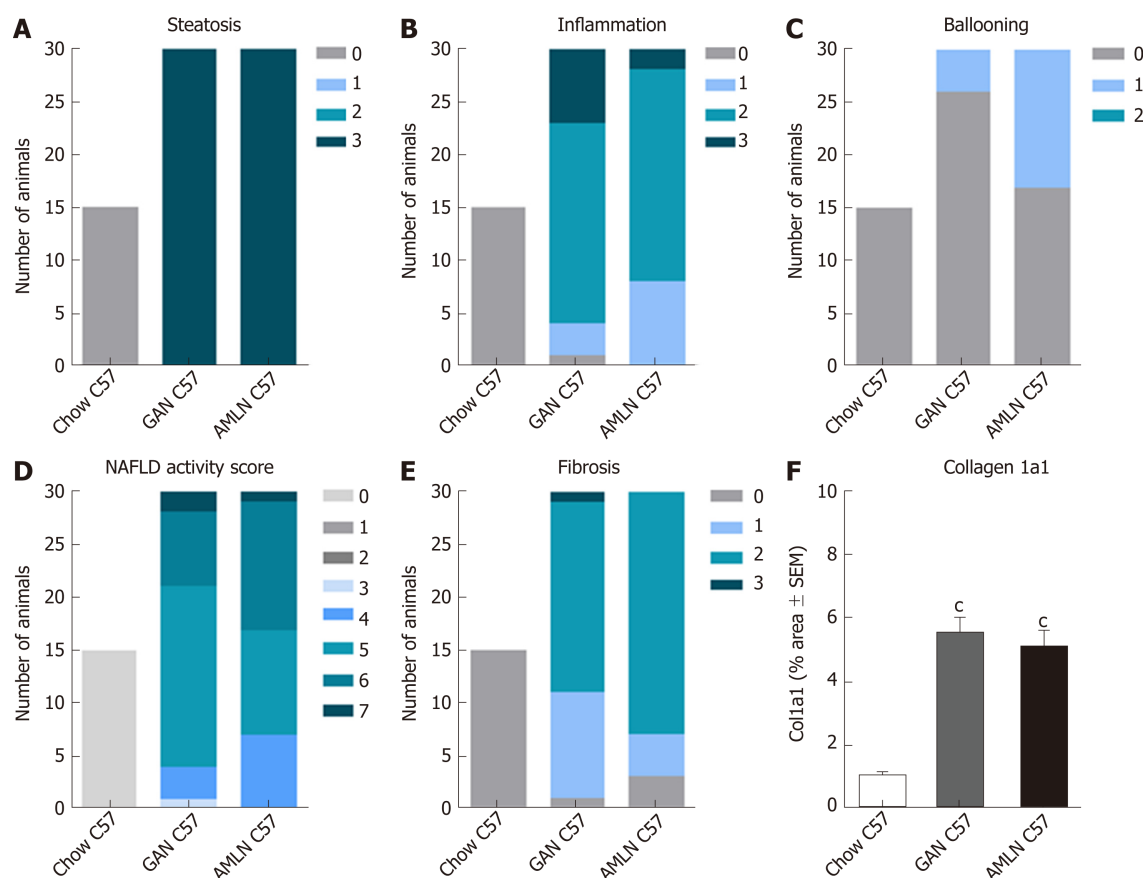 A
Steatosis
Number of animals
30
25
20
15
10
5
0
Chow C57
GAN C57
AMLN C57
0
1
2
3
B
Inflammation
Number of animals
30
25
20
15
10
5
0
Chow C57
GAN C57
AMLN C57
0
1
2
3
C
Ballooning
Number of animals
30
25
20
15
10
5
0
Chow C57
GAN C57
AMLN C57
0
1
2
D
NAFLD activity score
Number of animals
30
25
20
15
10
5
0
Chow C57
GAN C57
AMLN C57
0
1
2
3
4
5
6
7
E
Fibrosis
Number of animals
30
25
20
15
10
5
0
Chow C57
GAN C57
AMLN C57
0
1
2
3
F
Collagen 1a1
Col1a1 (% area ± SEM)
10
8
6
4
2
0
c
c
Chow C57
GAN C57
AMLN C57